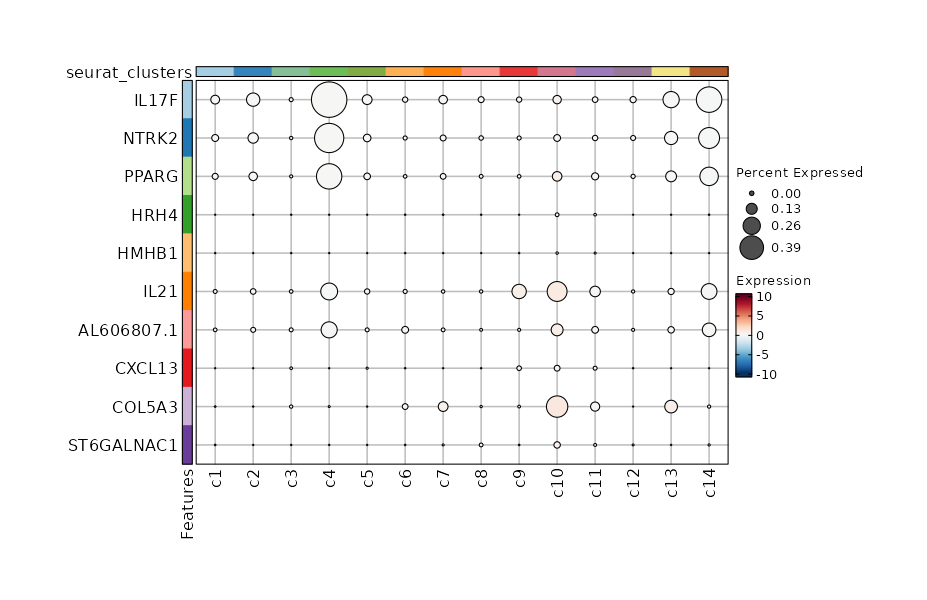 seurat_clusters
IL17F
NTRK2
PPARG
HRH4
HMHB1
IL21
AL606807.1
CXCL13
COL5A3
ST6GALNAC1
Features
c1 c2 c3 c4 c5 c6 c7 c8 c9 c10 c11 c12 c13 c14
Percent Expressed
0.00
0.13
0.26
0.39
Expression
10
5
0
-5
-10